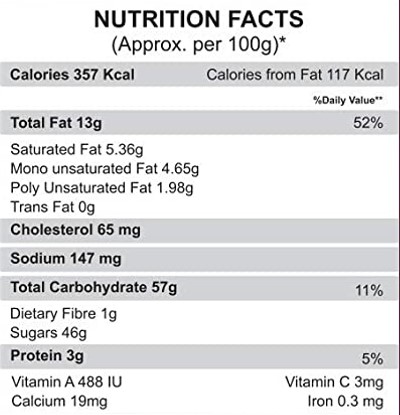 NUTRITION FACTS
(Approx. per 100g)*
Calories 357 Kcal Calories from Fat 117 Kcal
%Daily Value**
Total Fat 13g 52%
Saturated Fat 5.36g
Mono unsaturated Fat 4.65g
Poly Unsaturated Fat 1.98g
Trans Fat 0g
Cholesterol 65 mg
Sodium 147 mg
Total Carbohydrate 57g 11%
Dietary Fibre 1g
Sugars 46g
Protein 3g 5%
Vitamin A 488 IU Vitamin C 3mg
Calcium 19mg Iron 0.3 mg